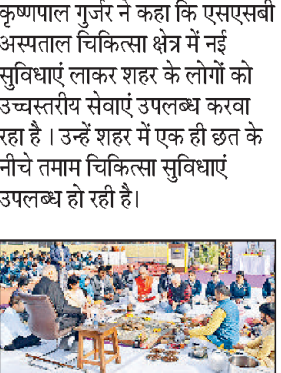 कृष्णपाल गुर्जर ने कहा कि एसएसबी
अस्पताल चिकित्सा क्षेत्र में नई
सुविधाएं लाकर शहर के लोगों को
उच्चस्तरीय सेवाएं उपलब्ध करवा
रहा है । उन्हें शहर में एक ही छत के
नीचे तमाम चिकित्सा सुविधाएं
उपलब्ध हो रही है।